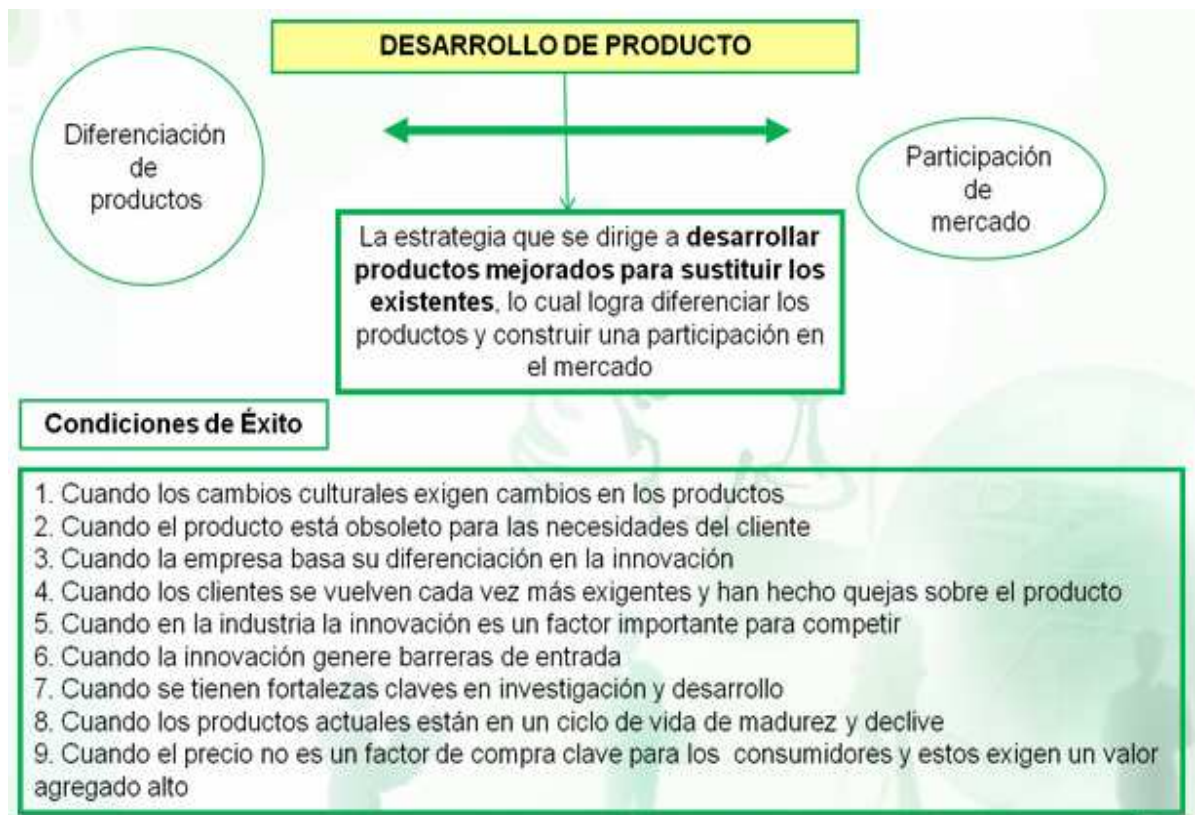 DESARROLLO DE PRODUCTO
Diferenciación
de
productos
Participación
de
mercado
La estrategia que se dirige a desarrollar
productos mejorados para sustituir los
existentes, lo cual logra diferenciar los
productos y construir una participación en
el mercado
Condiciones de Éxito
1. Cuando los cambios culturales exigen cambios en los productos
2. Cuando el producto está obsoleto para las necesidades del cliente
3. Cuando la empresa basa su diferenciación en la innovación
4. Cuando los clientes se vuelven cada vez más exigentes y han hecho quejas sobre el producto
5. Cuando en la industria la innovación es un factor importante para competir
6. Cuando la innovación genere barreras de entrada
7. Cuando se tienen fortalezas claves en investigación y desarrollo
8. Cuando los productos actuales están en un ciclo de vida de madurez y declive
9. Cuando el precio no es un factor de compra clave para los consumidores y estos exigen un valor
agregado alto